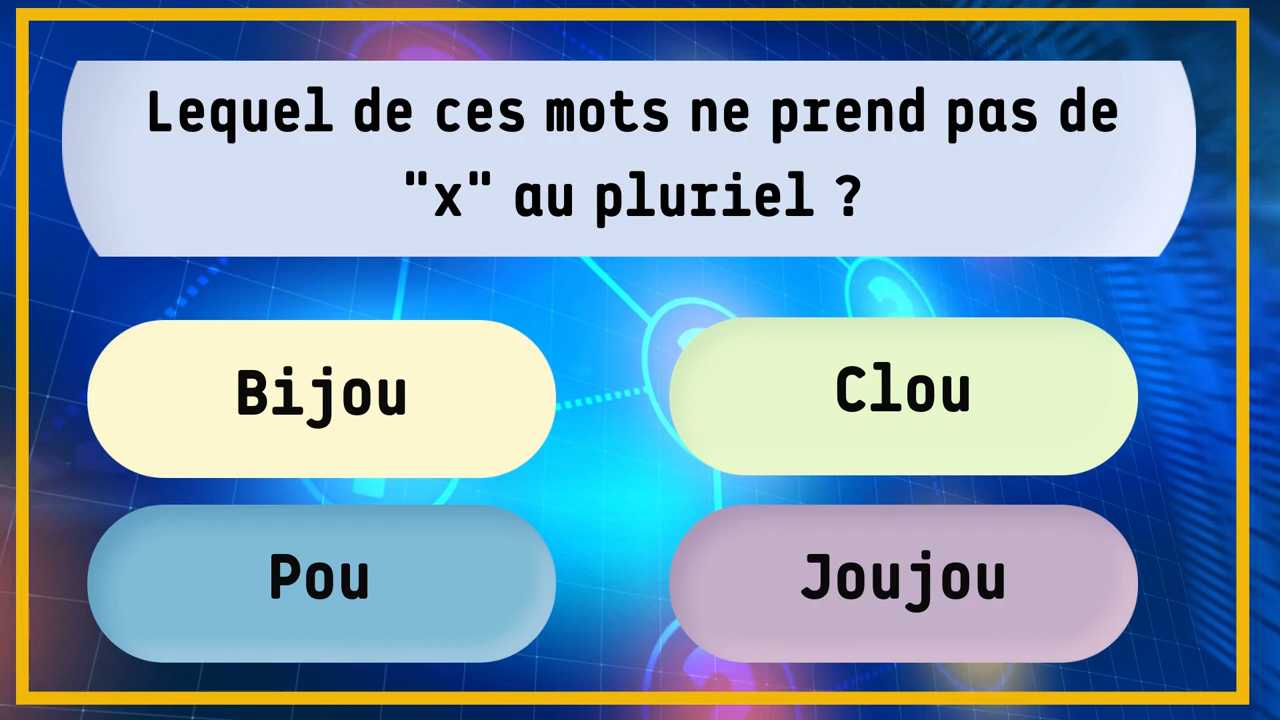 Lequel de ces mots ne prend pas de
"x" au pluriel ?
Bijou
Clou
Pou
Joujou